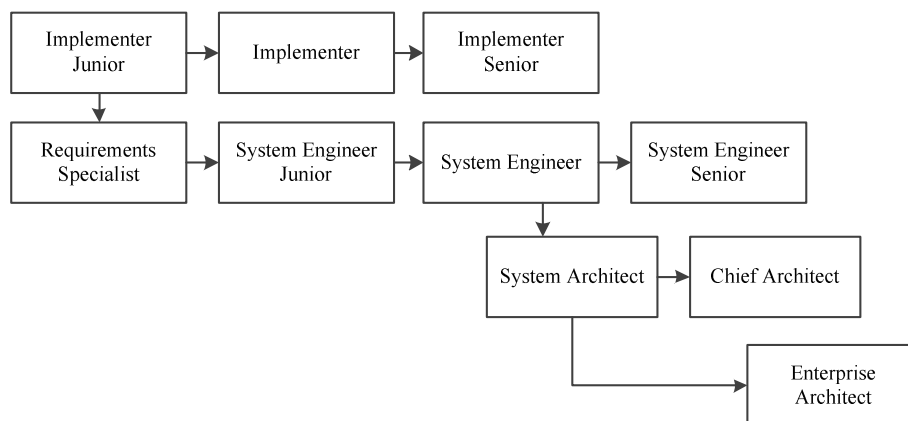 Implementer
Junior
Implementer
Implementer
Senior
Requirements
Specialist
System Engineer
Junior
System Engineer
System Engineer
Senior
System Architect
Chief Architect
Enterprise
Architect